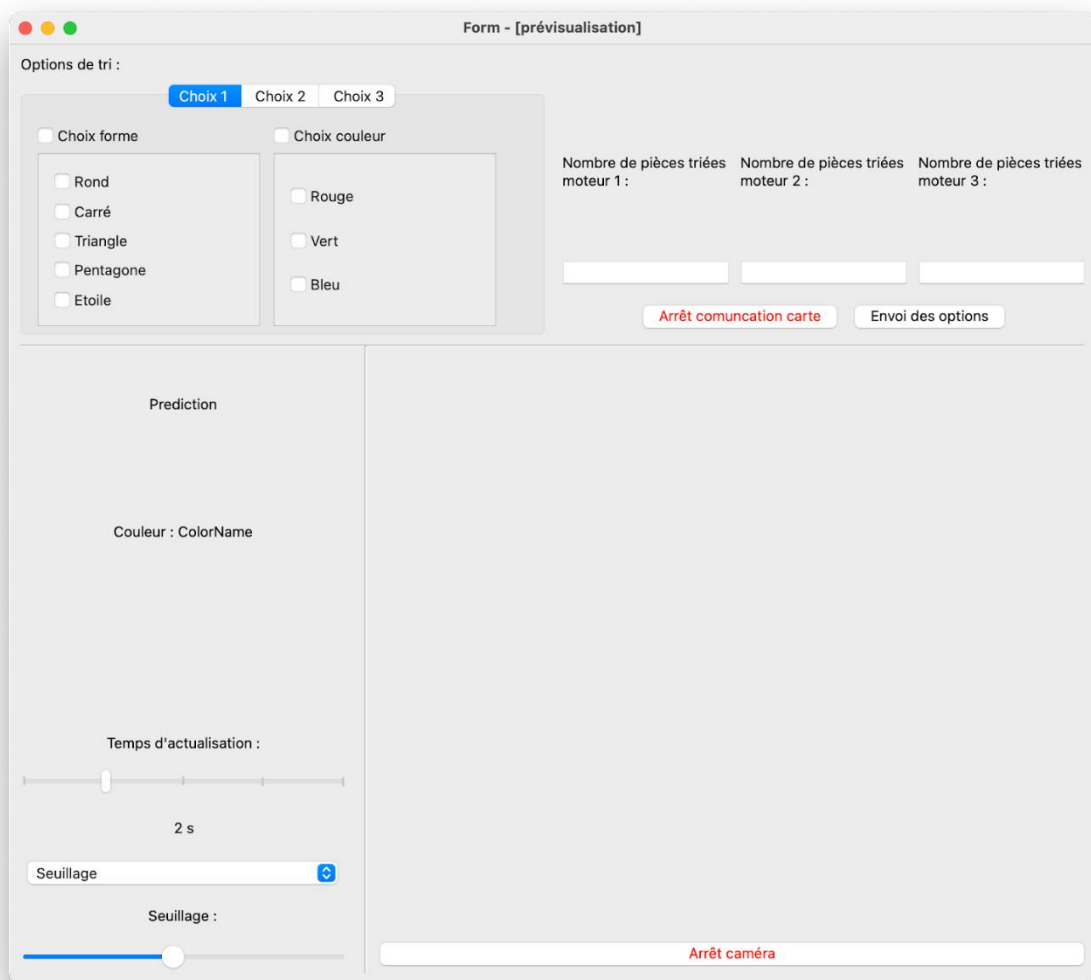 Form - [prévisualisation]
Options de tri :
Choix 1 Choix 2 Choix 3
Choix forme
Choix couleur
Rond
Carré
Triangle
Pentagone
Etoile
Rouge
Vert
Bleu
Nombre de pièces triées
moteur 1 :
Nombre de pièces triées
moteur 2 :
Nombre de pièces triées
moteur 3 :
Arrêt comuncation carte
Envoi des options
Prediction
Couleur : ColorName
Temps d'actualisation :
2 s
Seuillage
Seuillage :
Arrêt caméra